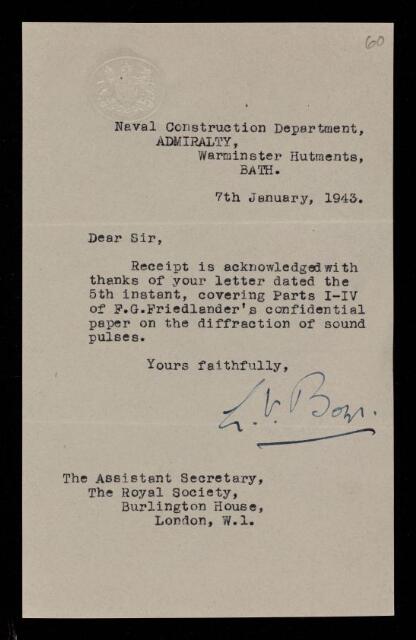 60
Naval Construction Department,
ADMIRALTY,
Warminster Hutments,
BATH.
7th January, 1943.
Dear Sir,
Receipt is acknowledged with
thanks of your letter dated the
5th instant, covering Parts I-IV
of F.G.Friedlander's confidential
paper on the diffraction of sound
pulses.
Yours faithfully,
The Assistant Secretary,
The Royal Society,
Burlington House,
London, W.1.